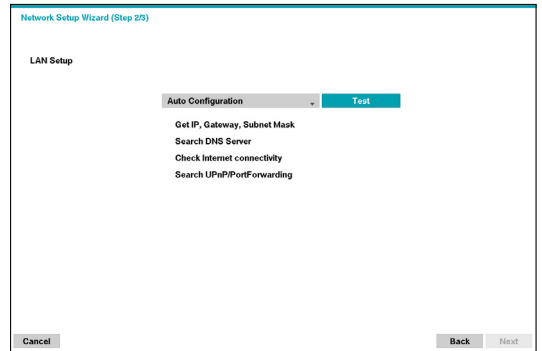 Network Setup Wizard (Step 2/3)
LAN Setup
Auto Configuration Test
Get IP, Gateway, Subnet Mask
Search DNS Server
Check Internet connectivity
Search UPnP/PortForwarding
Cancel Back Next